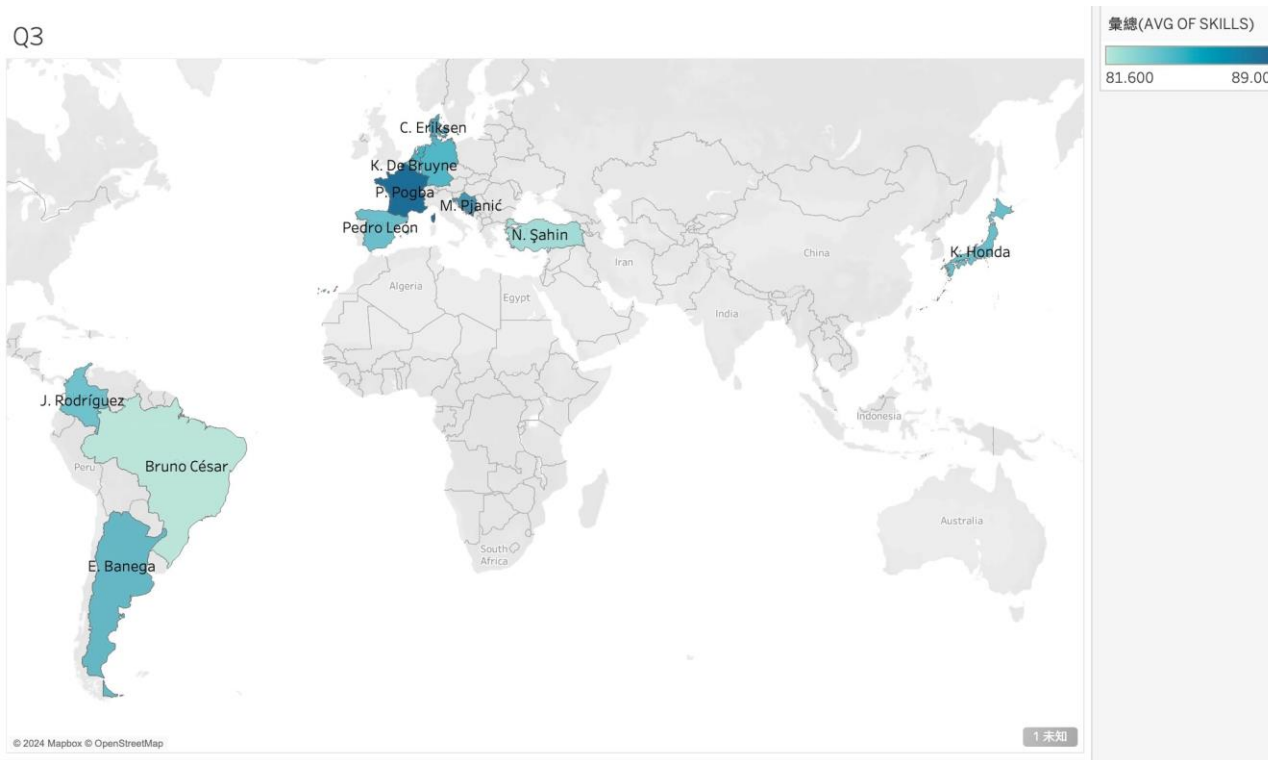 Q3
彙總(AVG OF SKILLS)
81.600
89.00
C. Eriksen
K. De Bruyne
P. Pogba
M. Pjanić
Pedro León
N. Şahin
K. Honda
Iran
China
Algeria
Egypt
India
J. Rodríguez
Peru
Bruno César
Indonesia
E. Banega
South
Africa
Australia
© 2024 Mapbox © OpenStreetMap
1 未知